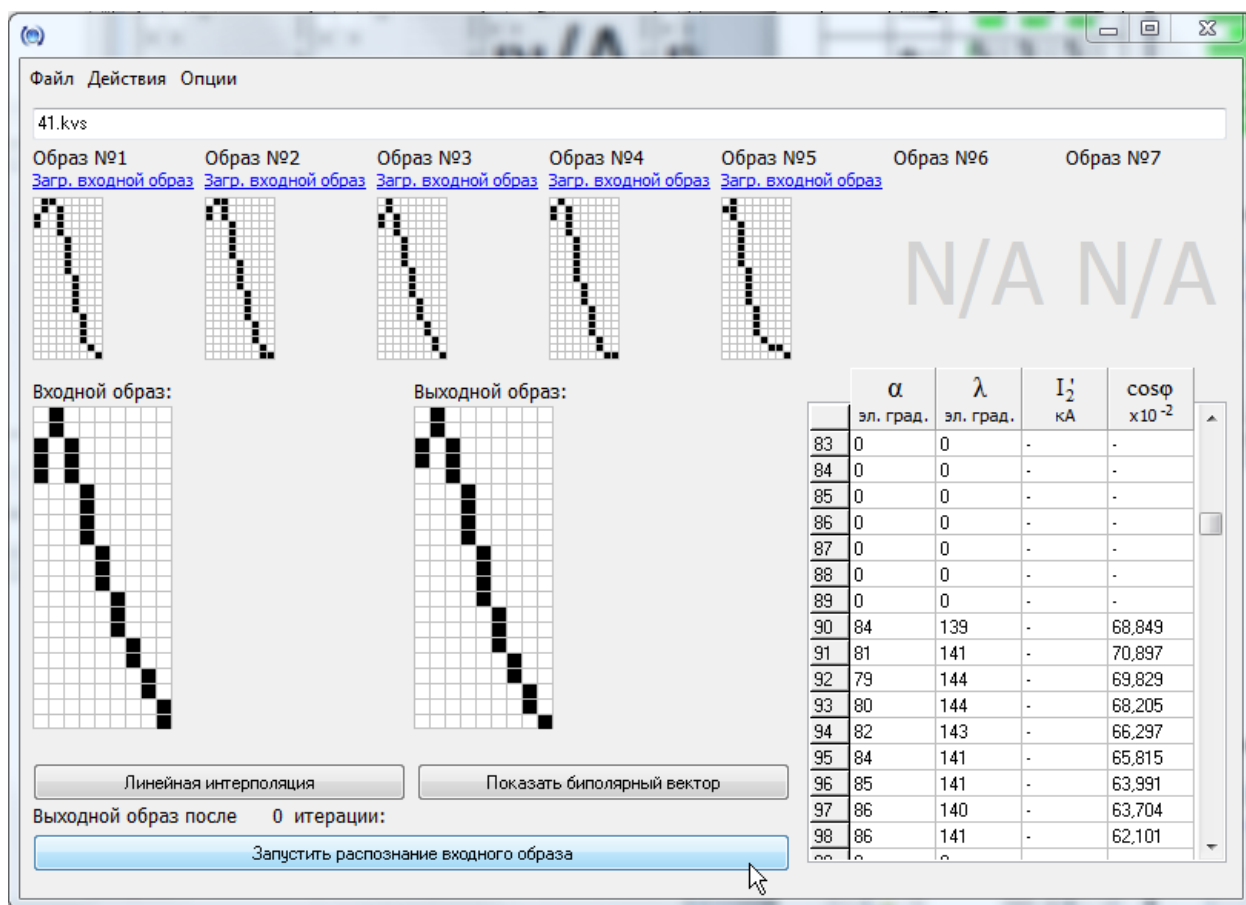 Файл Действия Опции
41.kvs
Образ №1 Образ №2 Образ №3 Образ №4 Образ №5 Образ №6 Образ №7
Загр. входной образ Загр. входной образ Загр. входной образ Загр. входной образ Загр. входной образ
N/A N/A
Входной образ: Выходной образ:
α λ I'2 cosφ
эл. град. эл. град. кА x10 -2
83 0 0 - -
84 0 0 - -
85 0 0 - -
86 0 0 - -
87 0 0 - -
88 0 0 - -
89 0 0 - -
90 84 139 - 68,849
91 81 141 - 70,897
92 79 144 - 69,829
93 80 144 - 68,205
94 82 143 - 66,297
95 84 141 - 65,815
96 85 141 - 63,991
97 86 140 - 63,704
98 86 141 - 62,101
Линейная интерполяция Показать биполярный вектор
Выходной образ после 0 итерации:
Запустить распознание входного образа